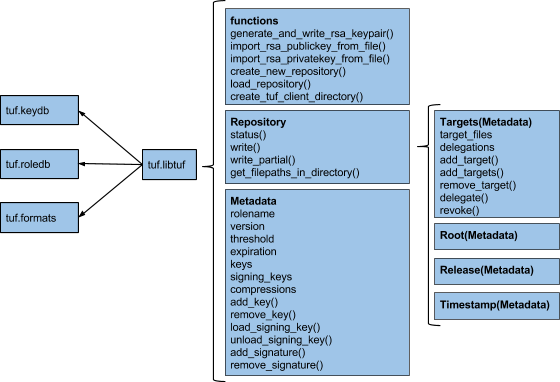 tuf.keydb
tuf.roledb
tuf.formats
tuf.libtuf
functions
generate_and_write_rsa_keypair()
import_rsa_publickey_from_file()
import_rsa_privatekey_from_file()
create_new_repository()
load_repository()
create_tuf_client_directory()
Repository
status()
write()
write_partial()
get_filepaths_in_directory()
Metadata
rolename
version
threshold
expiration
keys
signing_keys
compressions
add_key()
remove_key()
load_signing_key()
unload_signing_key()
add_signature()
remove_signature()
Targets(Metadata)
target_files
delegations
add_target()
add_targets()
remove_target()
delegate()
revoke()
Root(Metadata)
Release(Metadata)
Timestamp(Metadata)